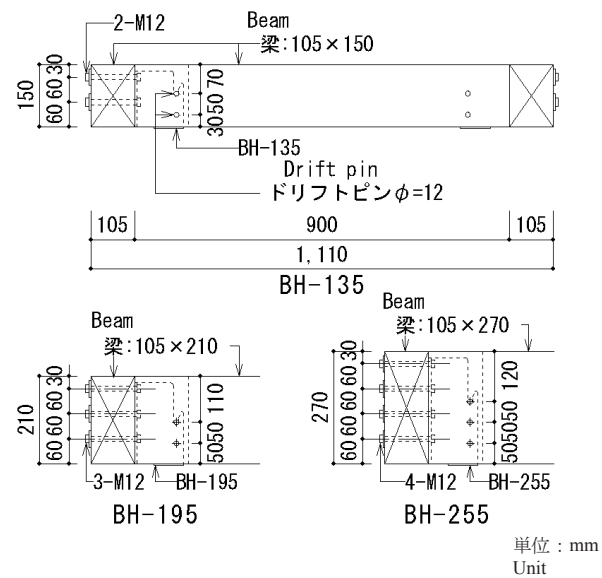 2-M12
Beam
梁:105×150
150
60 60 30
30 50 70
BH-135
Drift pin
ドリフトピンφ=12
105
900
105
1,110
BH-135
Beam
梁:105×210
210
60 60 60 30
50 50 110
3-M12
BH-195
BH-195
Beam
梁:105×270
270
60 60 60 60 30
50 50 120
4-M12
BH-255
BH-255
単位：mm
Unit